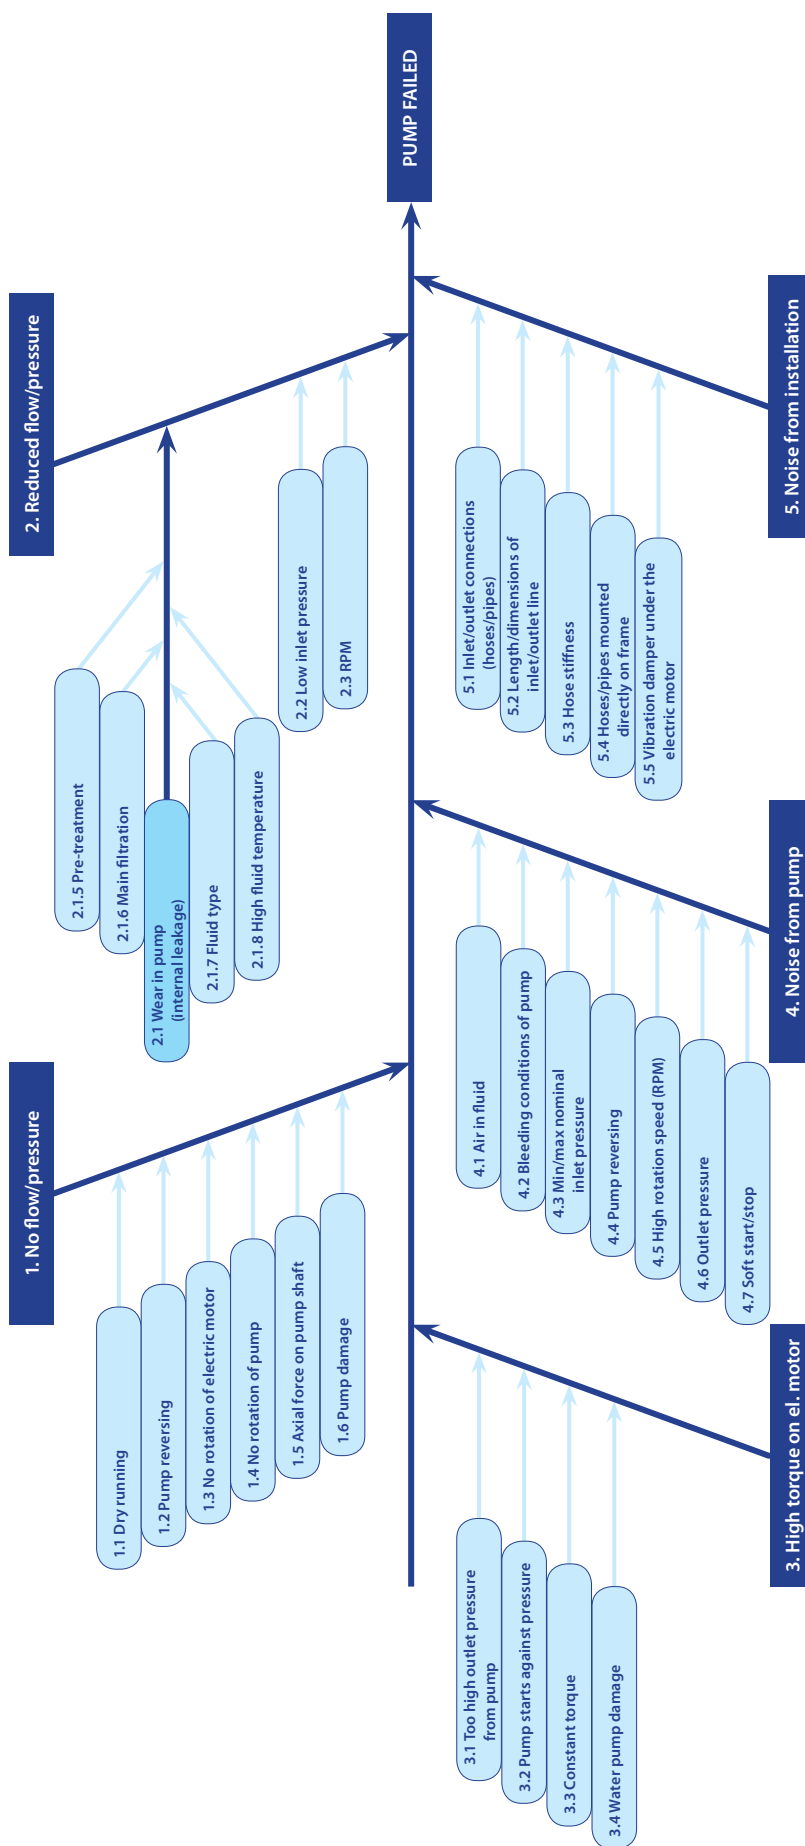 PUMP FAILED
1. No flow/pressure
1.1 Dry running
1.2 Pump reversing
1.3 No rotation of electric motor
1.4 No rotation of pump
1.5 Axial force on pump shaft
1.6 Pump damage
2. Reduced flow/pressure
2.1.5 Pre-treatment
2.1.6 Main filtration
2.1 Wear in pump
(internal leakage)
2.1.7 Fluid type
2.1.8 High fluid temperature
2.2 Low inlet pressure
2.3 RPM
3.1 Too high outlet pressure
from pump
3.2 Pump starts against pressure
3.3 Constant torque
3.4 Water pump damage
3. High torque on el. motor
4.1 Air in fluid
4.2 Bleeding conditions of pump
4.3 Min/max nominal
inlet pressure
4.4 Pump reversing
4.5 High rotation speed (RPM)
4.6 Outlet pressure
4.7 Soft start/stop
4. Noise from pump
5.1 Inlet/outlet connections
(hoses/pipes)
5.2 Length/dimensions of
inlet/outlet line
5.3 Hose stiffness
5.4 Hoses/pipes mounted
directly on frame
5.5 Vibration damper under the
electric motor
5. Noise from installation